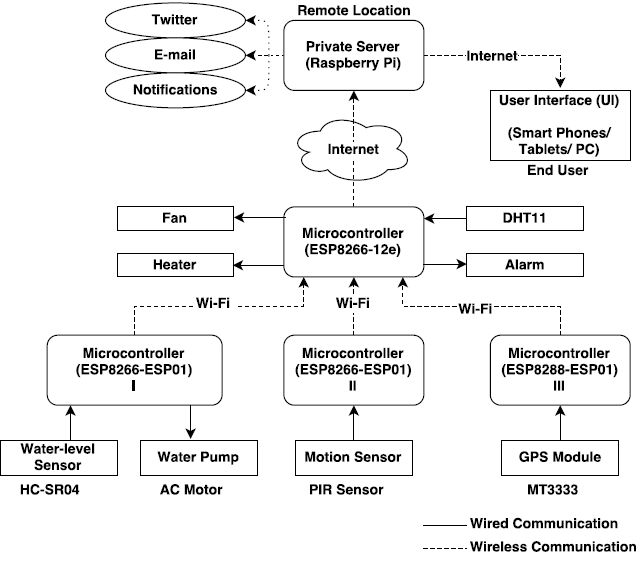 Remote Location
Twitter
Private Server
(Raspberry Pi)
E-mail
Internet
Notifications
User Interface (UI)
(Smart Phones/
Tablets/ PC)
End User
Internet
Fan
Microcontroller
(ESP8266-12e)
DHT11
Heater
Alarm
Wi-Fi
Wi-Fi
Wi-Fi
Microcontroller
(ESP8266-ESP01)
I
Microcontroller
(ESP8266-ESP01)
II
Microcontroller
(ESP8288-ESP01)
III
Water-level
Sensor
Water Pump
Motion Sensor
GPS Module
HC-SR04
AC Motor
PIR Sensor
MT3333
Wired Communication
Wireless Communication